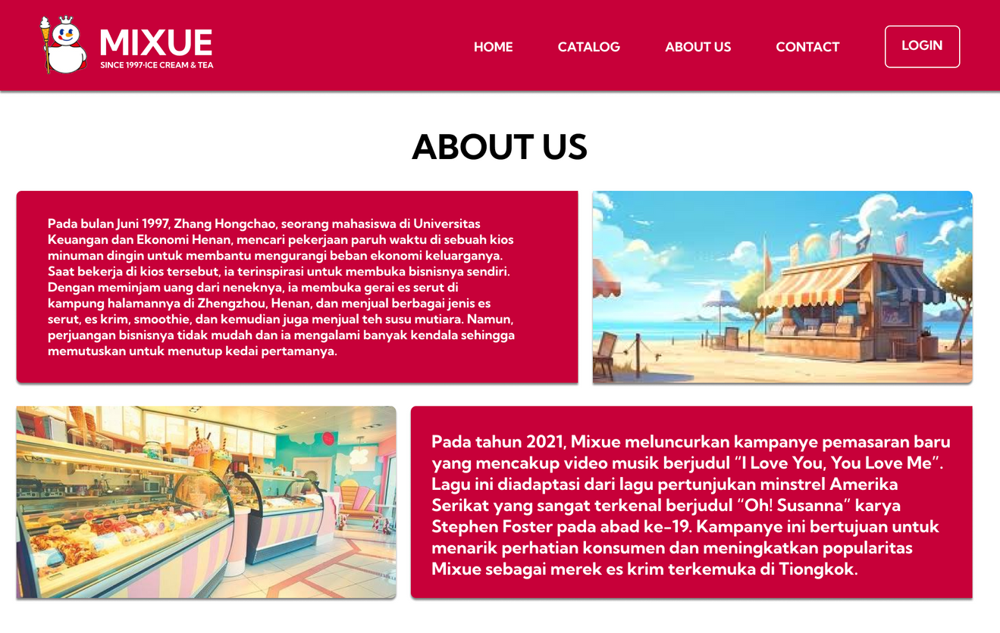 MIXUE
SINCE 1997·ICE CREAM & TEA
HOME
CATALOG
ABOUT US
CONTACT
LOGIN
ABOUT US
Pada bulan Juni 1997, Zhang Hongchao, seorang mahasiswa di Universitas
Keuangan dan Ekonomi Henan, mencari pekerjaan paruh waktu di sebuah kios
minuman dingin untuk membantu mengurangi beban ekonomi keluarganya.
Saat bekerja di kios tersebut, ia terinspirasi untuk membuka bisnisnya sendiri.
Dengan meminjam uang dari neneknya, ia membuka gerai es serut di
kampung halamannya di Zhengzhou, Henan, dan menjual berbagai jenis es
serut, es krim, smoothie, dan kemudian juga menjual teh susu mutiara. Namun,
perjuangan bisnisnya tidak mudah dan ia mengalami banyak kendala sehingga
memutuskan untuk menutup kedai pertamanya.
Pada tahun 2021, Mixue meluncurkan kampanye pemasaran baru
yang mencakup video musik berjudul “I Love You, You Love Me”.
Lagu ini diadaptasi dari lagu pertunjukan minstrel Amerika
Serikat yang sangat terkenal berjudul “Oh! Susanna” karya
Stephen Foster pada abad ke-19. Kampanye ini bertujuan untuk
menarik perhatian konsumen dan meningkatkan popularitas
Mixue sebagai merek es krim terkemuka di Tiongkok.